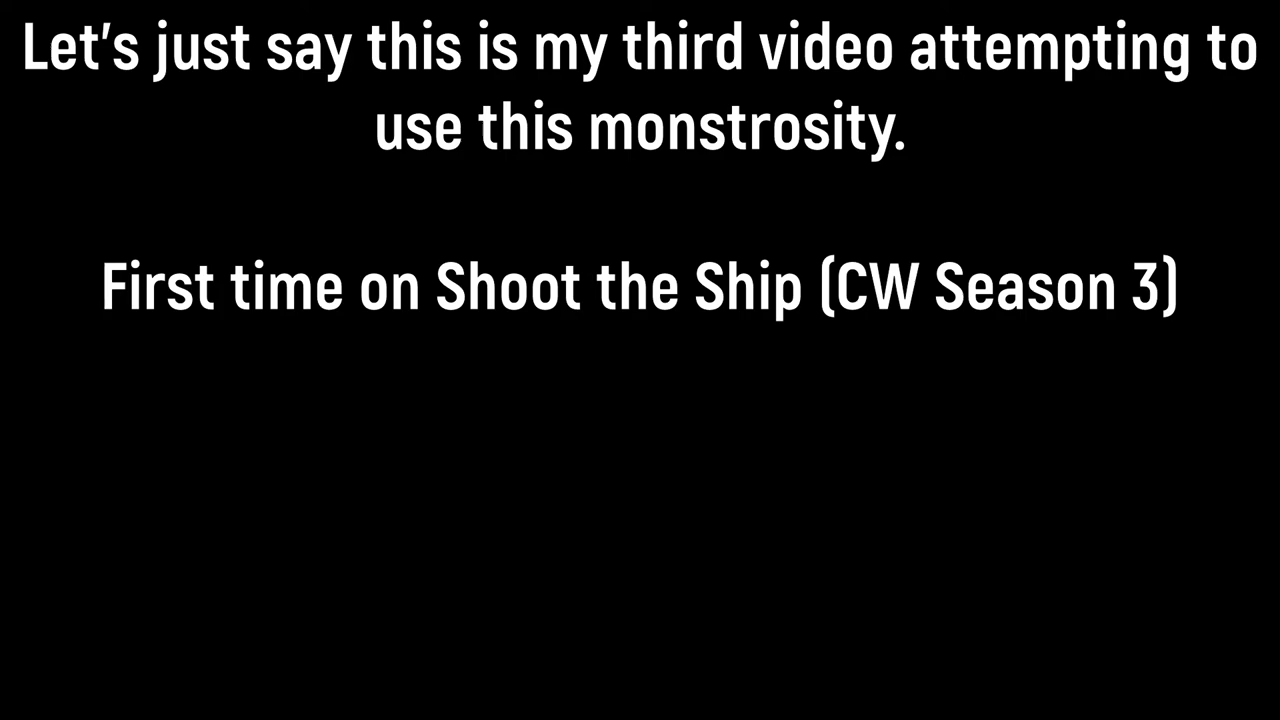 Let's just say this is my third video attempting to
use this monstrosity.
First time on Shoot the Ship (CW Season 3)